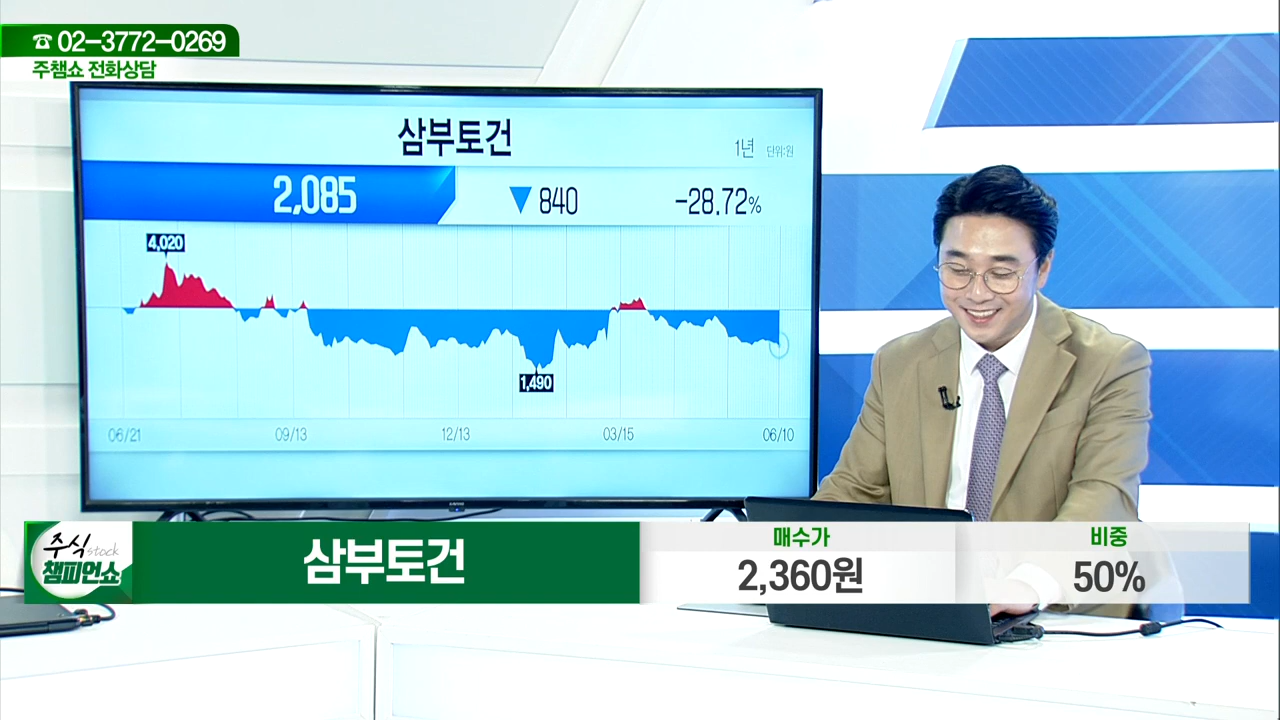 ☎ 02-3772-0269
주챔쇼 전화상담
삼부토건
1년 단위:원
2,085 ▼840 -28.72%
4,020
1,490
06/21 09/13 12/13 03/15 06/10
주식 stock
챔피언쇼
삼부토건
매수가
2,360원
비중
50%